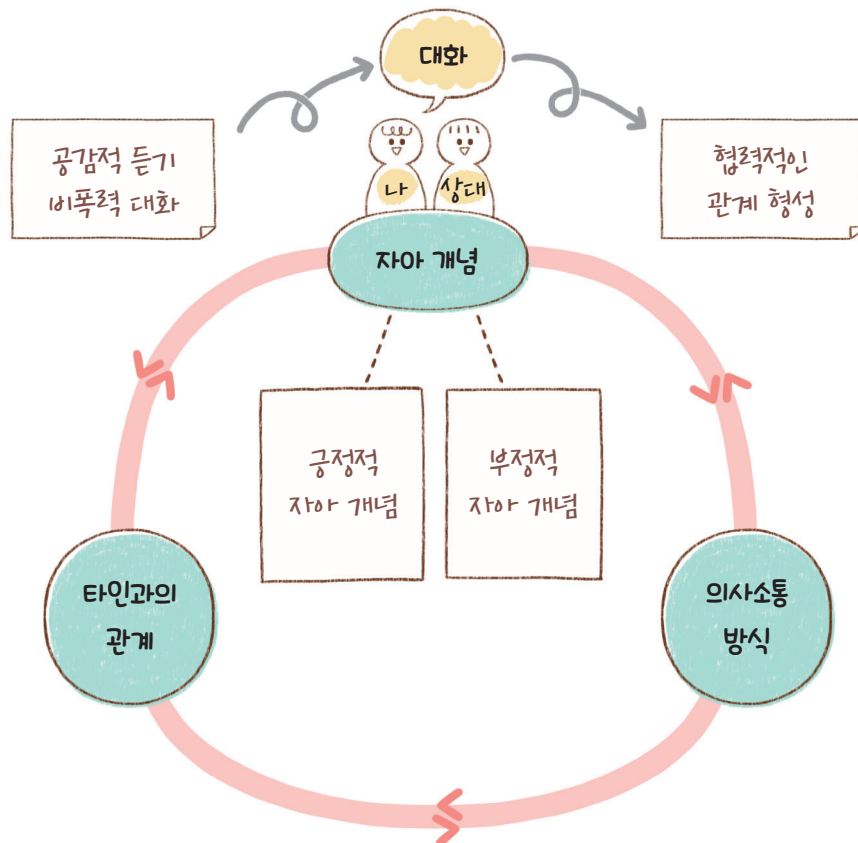 대화
공감적 듣기
비폭력 대화
협력적인
관계 형성
나
상대
자아 개념
긍정적
자아 개념
부정적
자아 개념
타인과의
관계
의사소통
방식